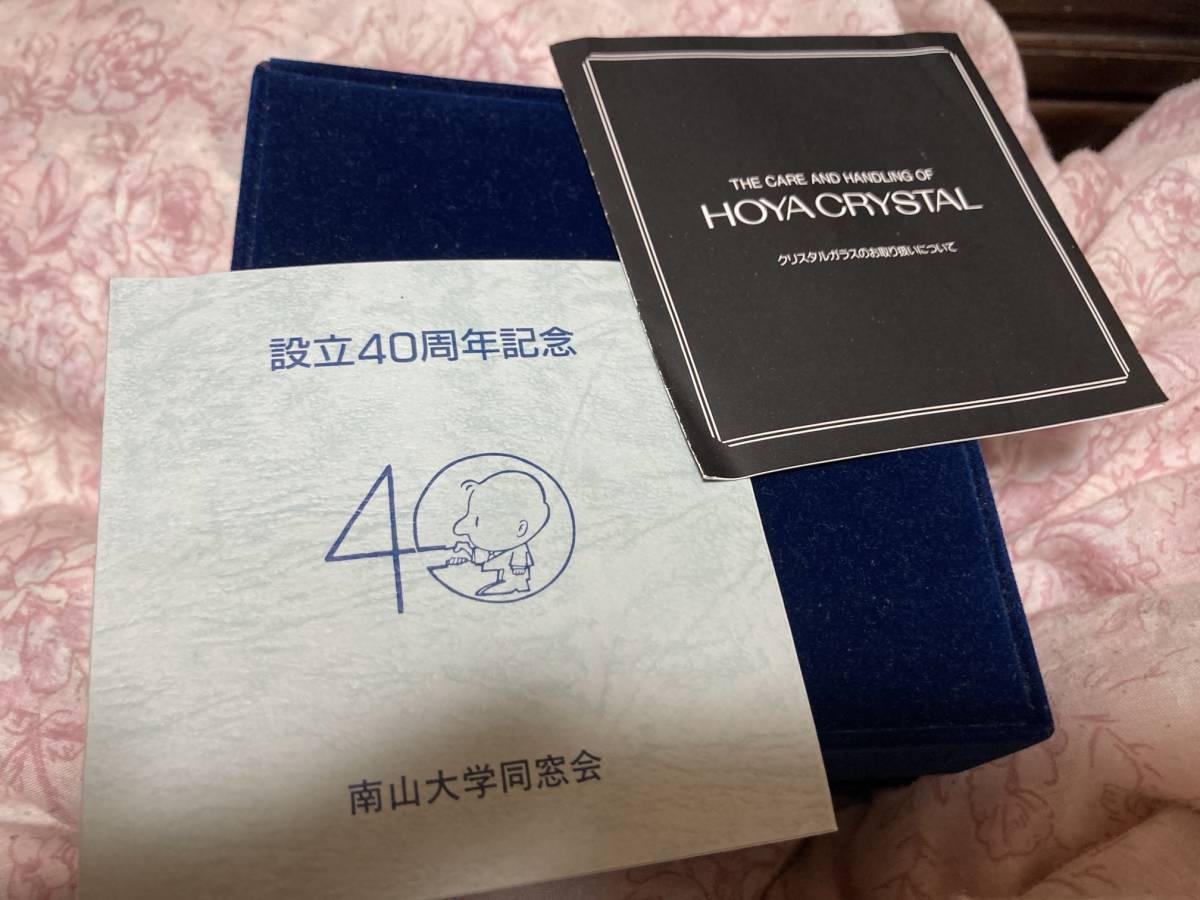 THE CARE AND HANDLING OF
HOYA CRYSTAL
クリスタルガラスのお取り扱いについて
設立40周年記念
40
南山大学同窓会